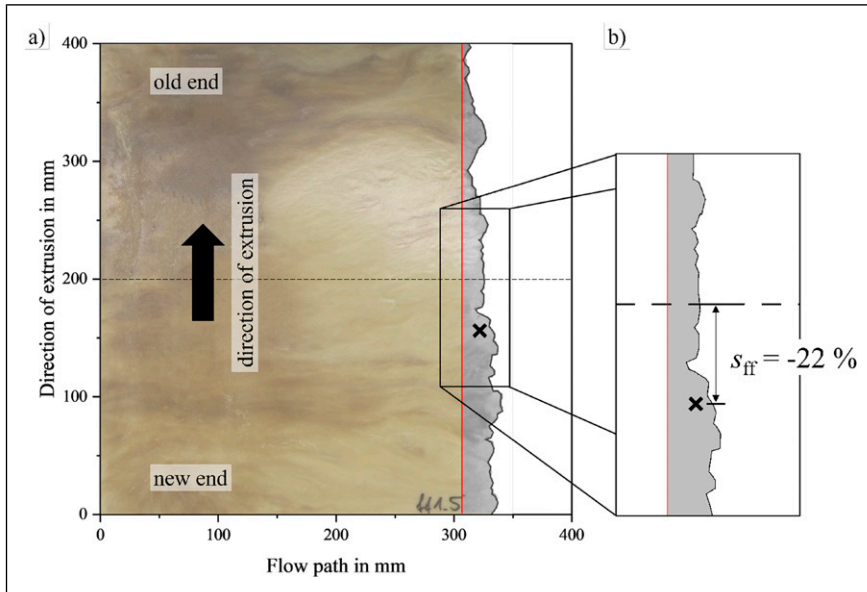 a)
b)
400
old end
300
direction of extrusion
200
100
new end
0
Direction of extrusion in mm
0
100
200
300
400
Flow path in mm
s_ff = -22 %